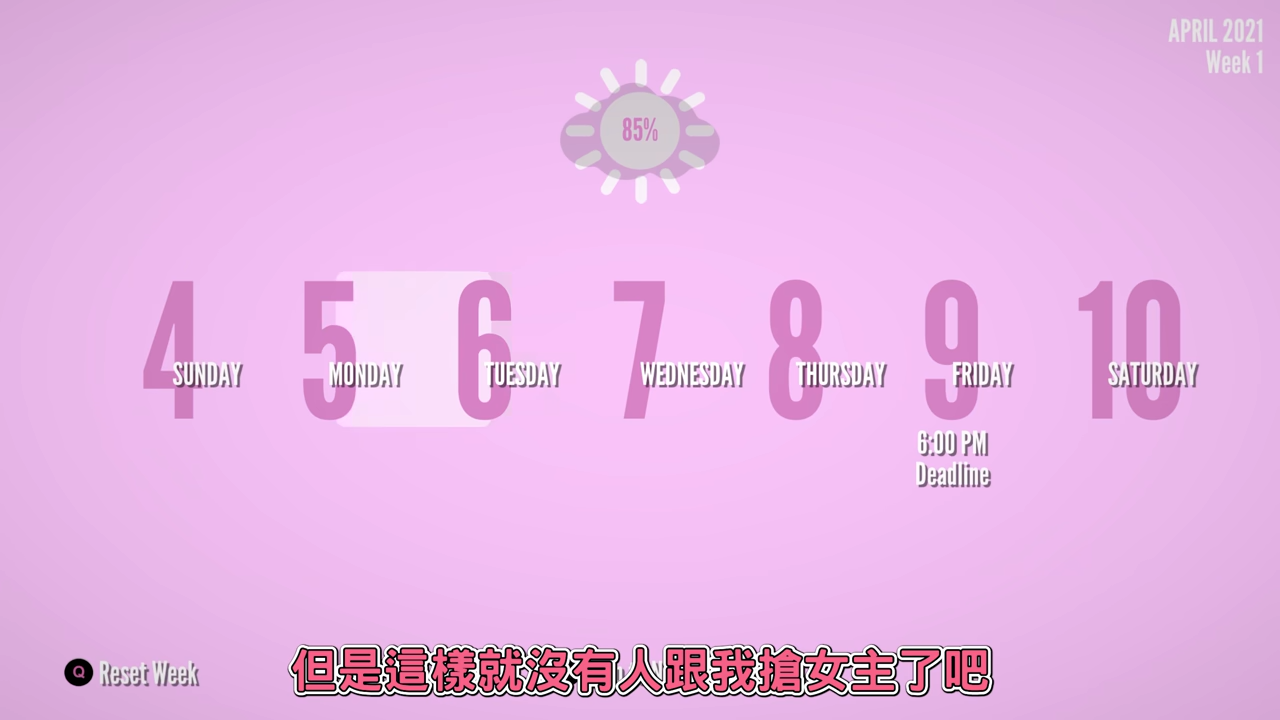 APRIL 2021
Week 1
85%
4 5 6 7 8 9 10
SUNDAY MONDAY TUESDAY WEDNESDAY THURSDAY FRIDAY SATURDAY
6:00 PM
Deadline
Q Reset Week
但是這樣就沒有人跟我搶女主了吧